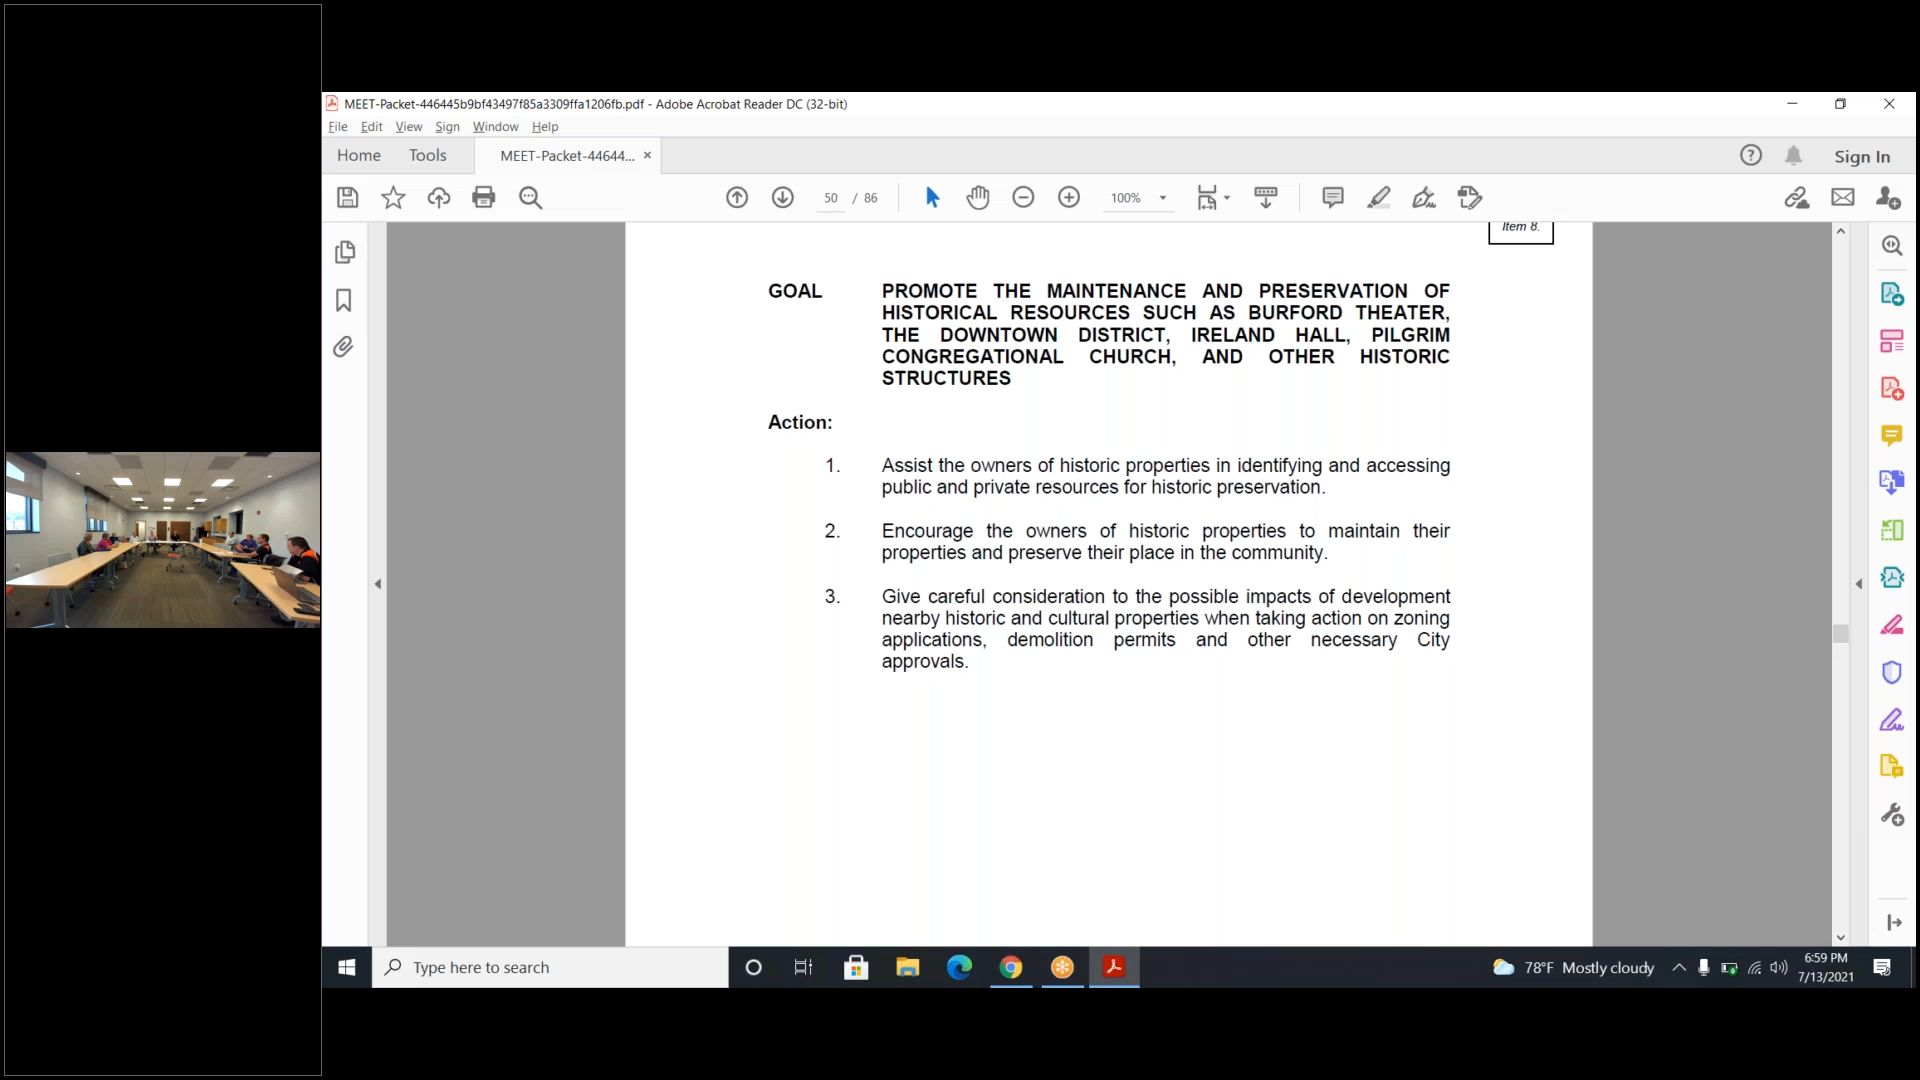 MEET-Packet-446445b9bf43497f85a3309ffa1206fb.pdf - Adobe Acrobat Reader DC (32-bit)
File Edit View Sign Window Help
Home Tools MEET-Packet-44644... × Sign In
50 / 86 100%
Item 8.
GOAL PROMOTE THE MAINTENANCE AND PRESERVATION OF
HISTORICAL RESOURCES SUCH AS BURFORD THEATER,
THE DOWNTOWN DISTRICT, IRELAND HALL, PILGRIM
CONGREGATIONAL CHURCH, AND OTHER HISTORIC
STRUCTURES
Action:
1. Assist the owners of historic properties in identifying and accessing
public and private resources for historic preservation.
2. Encourage the owners of historic properties to maintain their
properties and preserve their place in the community.
3. Give careful consideration to the possible impacts of development
nearby historic and cultural properties when taking action on zoning
applications, demolition permits and other necessary City
approvals.
Type here to search
78°F Mostly cloudy
6:59 PM
7/13/2021